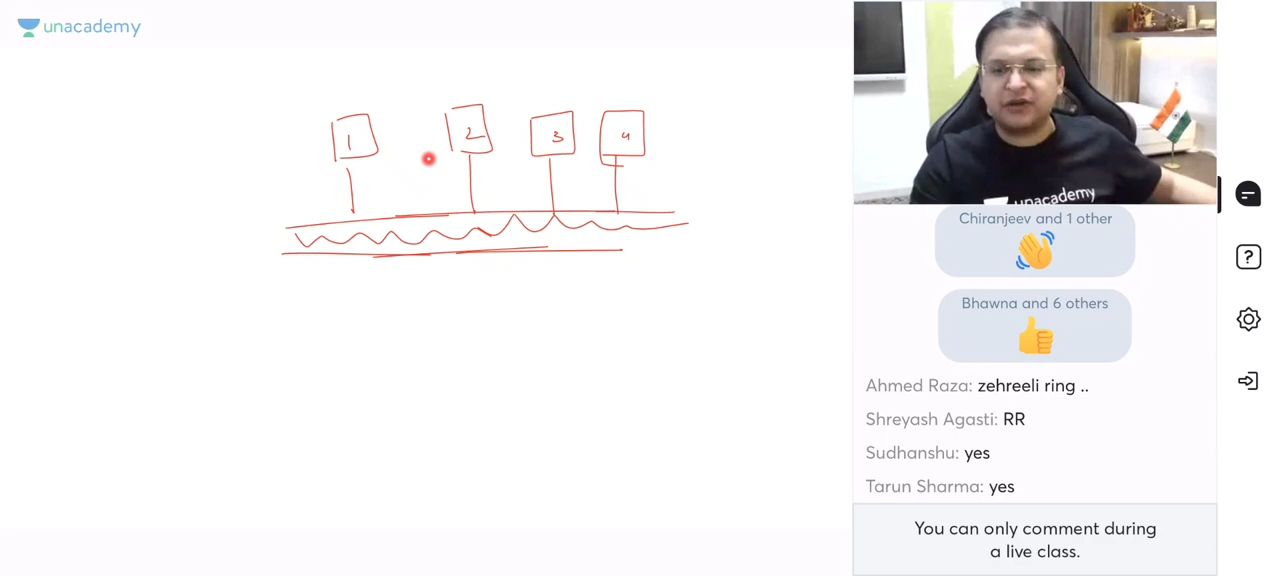 unacademy
1 2 3 4
unacademy
Chiranjeev and 1 other
Bhawna and 6 others
Ahmed Raza: zehreeli ring ..
Shreyash Agasti: RR
Sudhanshu: yes
Tarun Sharma: yes
You can only comment during
a live class.
?